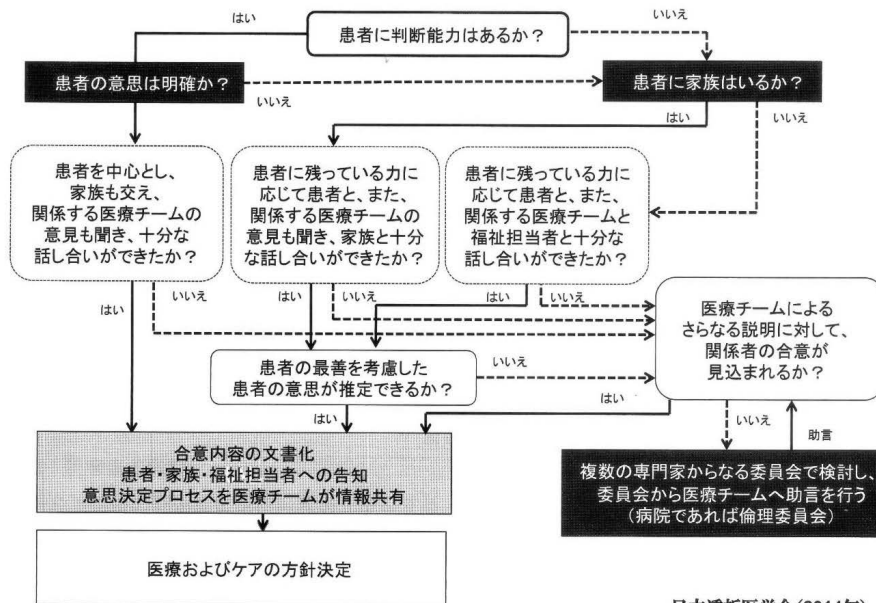 はい
患者に判断能力はあるか？
いいえ
患者の意思は明確か？
いいえ
患者に家族はいるか？
はい
いいえ
患者を中心とし、
家族も交え、
関係する医療チームの
意見も聞き、十分な
話し合いができたか？
患者に残っている力に
応じて患者と、また、
関係する医療チームの
意見も聞き、家族と十分
な話し合いができたか？
患者に残っている力に
応じて患者と、また、
関係する医療チームと
福祉担当者と十分な
話し合いができたか？
はい
いいえ
はい
いいえ
はい
いいえ
医療チームによる
さらなる説明に対して、
関係者の合意が
見込まれるか？
患者の最善を考慮した
患者の意思が推定できるか？
いいえ
はい
はい
いいえ
助言
合意内容の文書化
患者・家族・福祉担当者への告知
意思決定プロセスを医療チームが情報共有
複数の専門家からなる委員会で検討し、
委員会から医療チームへ助言を行う
（病院であれば倫理委員会）
医療およびケアの方針決定
日本透析医学会（2014年）